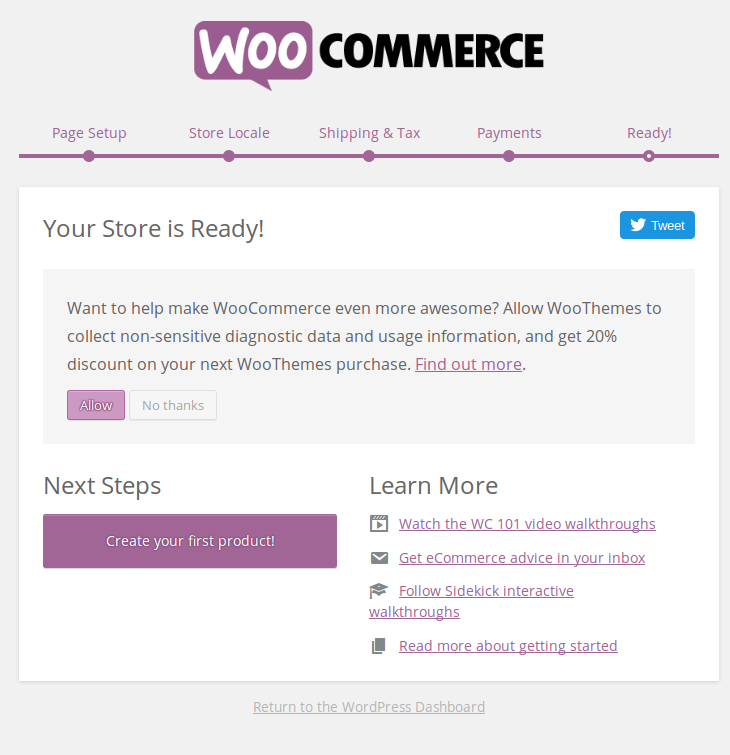 WOO COMMERCE
Page Setup Store Locale Shipping & Tax Payments Ready!
Your Store is Ready!
Tweet
Want to help make WooCommerce even more awesome? Allow WooThemes to
collect non-sensitive diagnostic data and usage information, and get 20%
discount on your next WooThemes purchase. Find out more.
Allow No thanks
Next Steps
Create your first product!
Learn More
Watch the WC 101 video walkthroughs
Get eCommerce advice in your inbox
Follow Sidekick interactive
walkthroughs
Read more about getting started
Return to the WordPress Dashboard